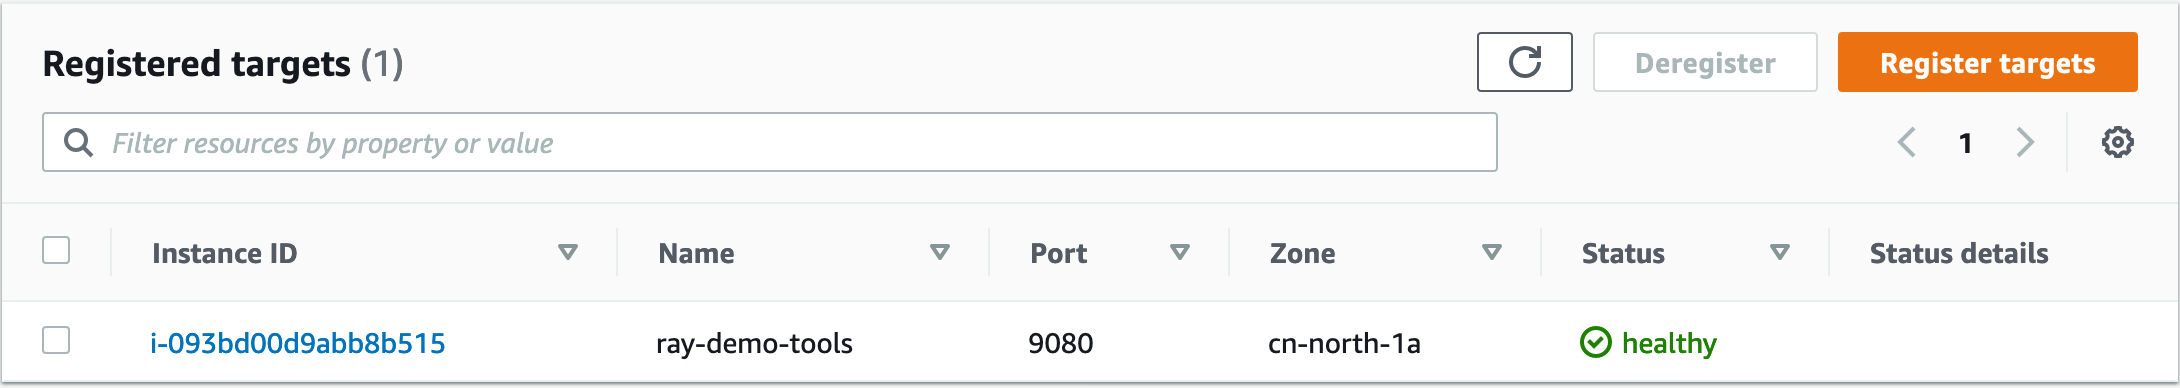 Registered targets (1)
Deregister
Register targets
Filter resources by property or value
1
Instance ID Name Port Zone Status Status details
i-093bd00d9abb8b515 ray-demo-tools 9080 cn-north-1a healthy